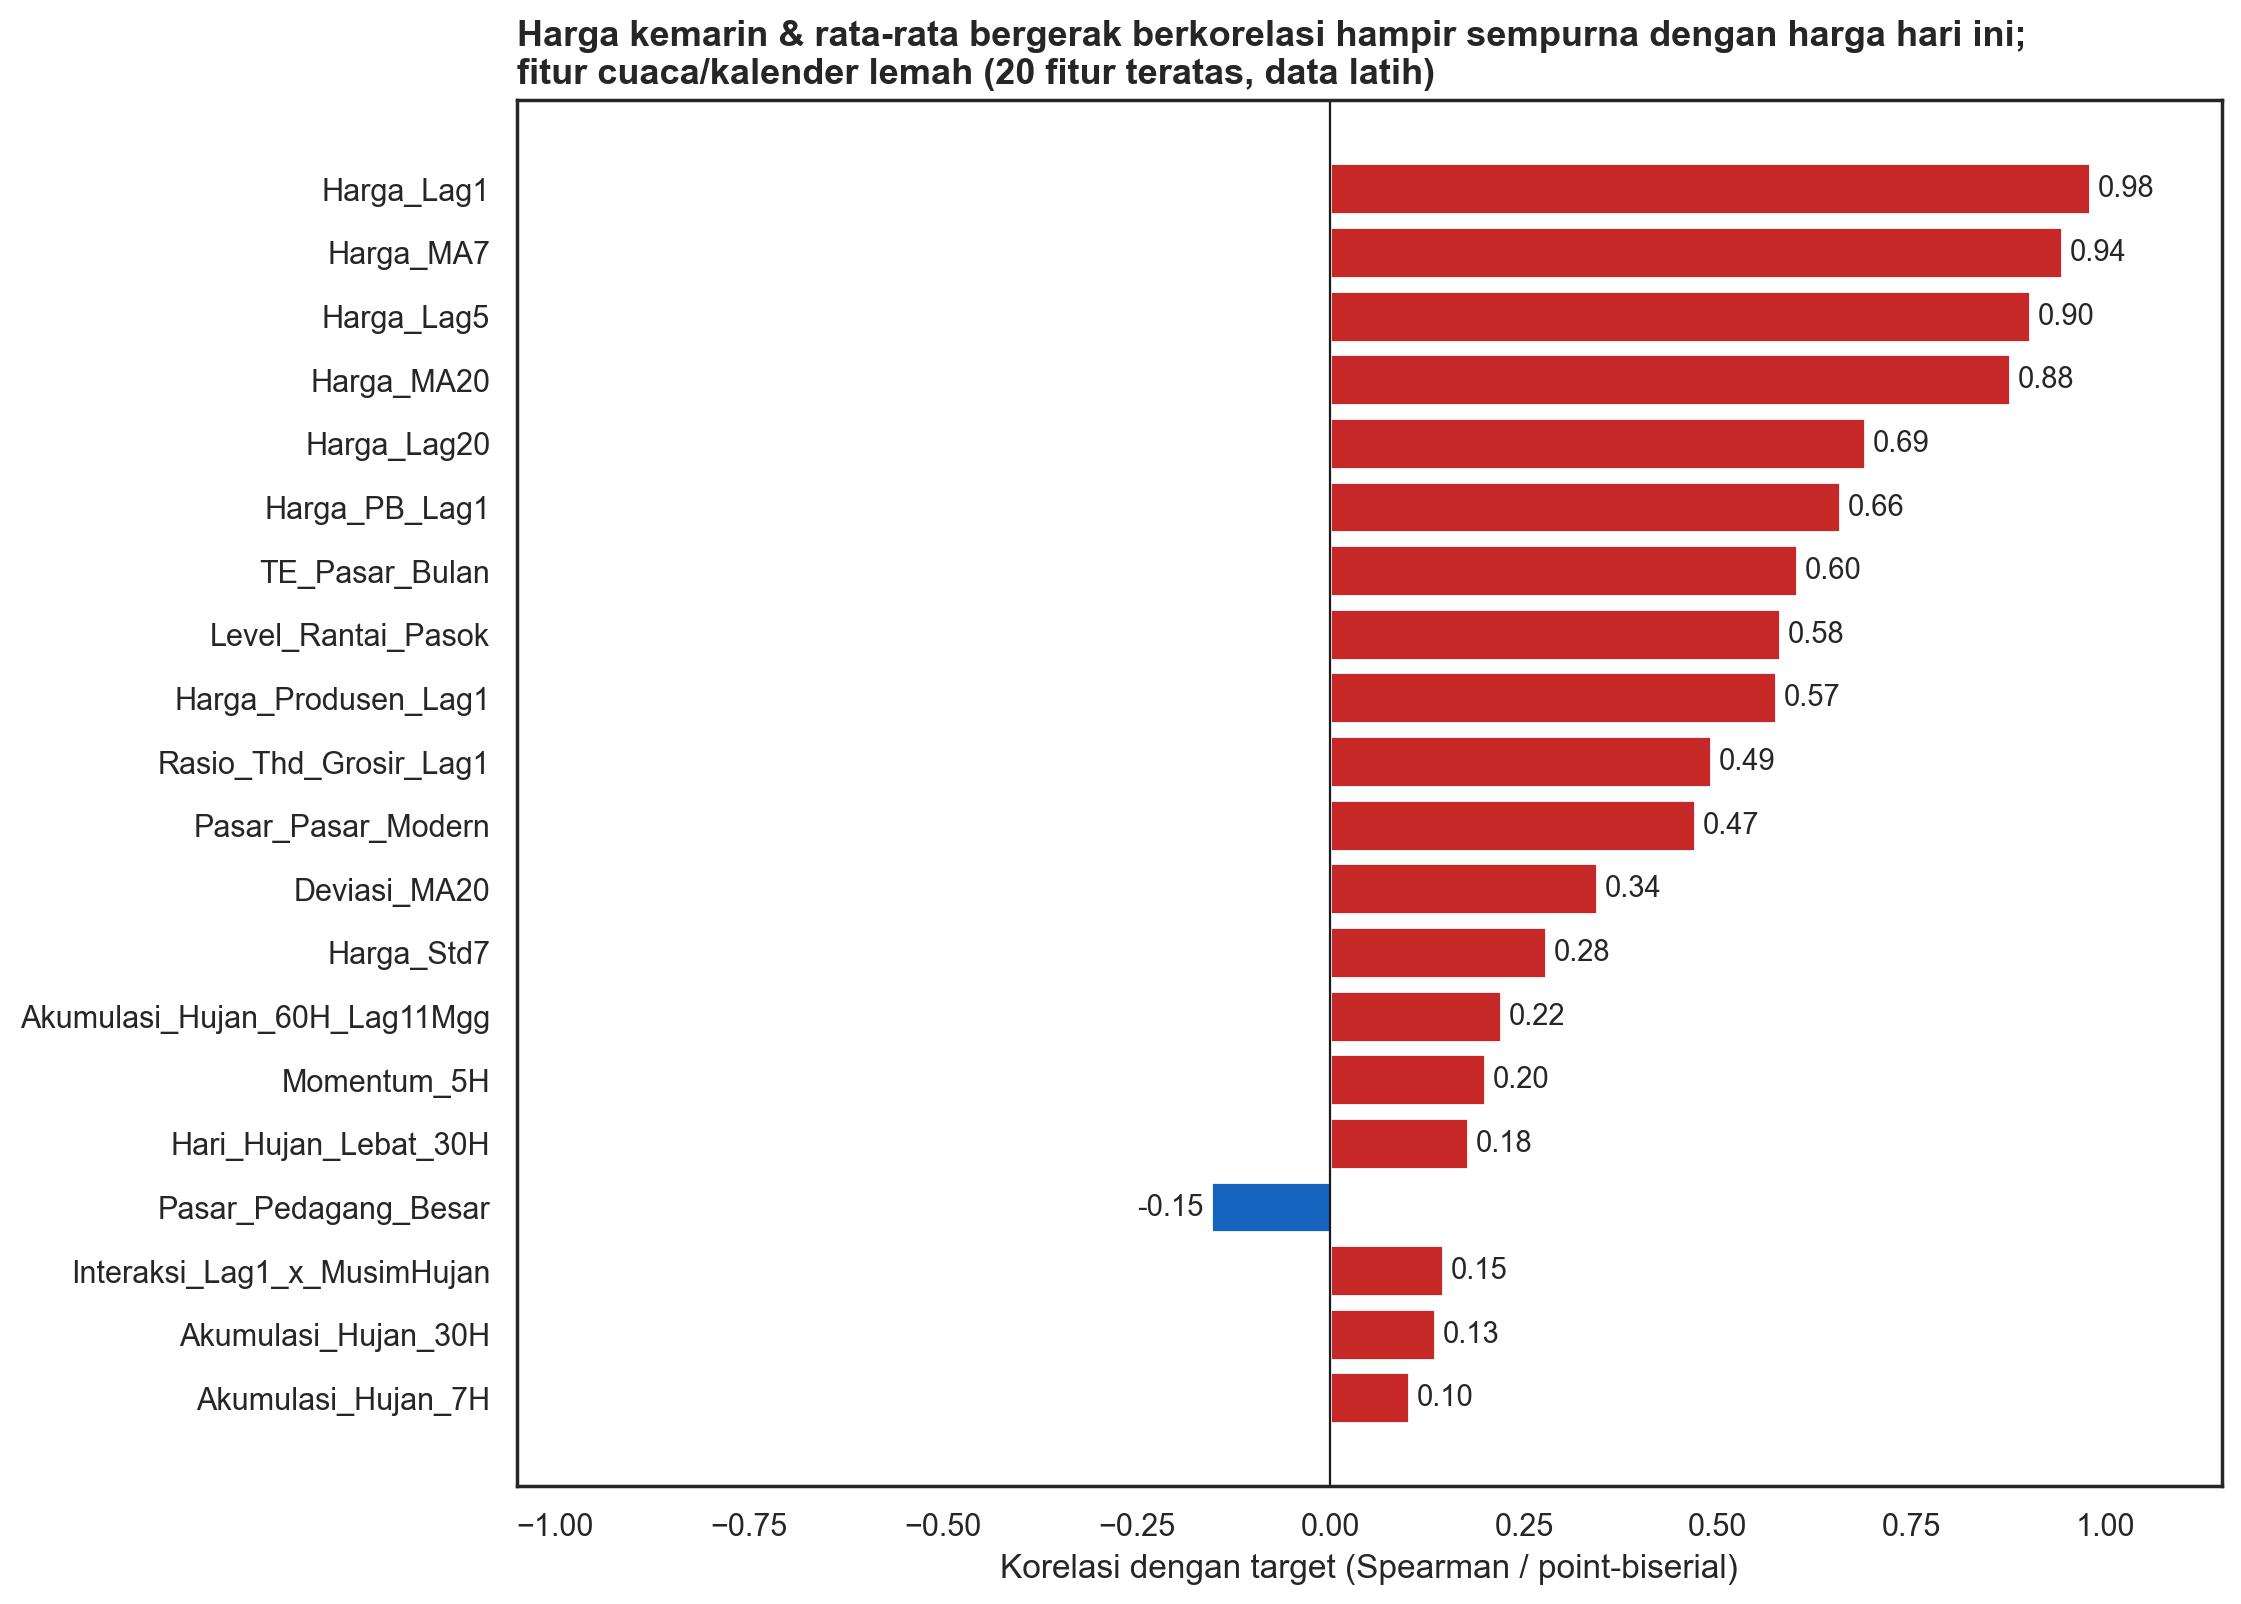 Harga kemarin & rata-rata bergerak berkorelasi hampir sempurna dengan harga hari ini;
fitur cuaca/kalender lemah (20 fitur teratas, data latih)
Harga_Lag1 0.98
Harga_MA7 0.94
Harga_Lag5 0.90
Harga_MA20 0.88
Harga_Lag20 0.69
Harga_PB_Lag1 0.66
TE_Pasar_Bulan 0.60
Level_Rantai_Pasok 0.58
Harga_Produsen_Lag1 0.57
Rasio_Thd_Grosir_Lag1 0.49
Pasar_Pasar_Modern 0.47
Deviasi_MA20 0.34
Harga_Std7 0.28
Akumulasi_Hujan_60H_Lag11Mgg 0.22
Momentum_5H 0.20
Hari_Hujan_Lebat_30H 0.18
Pasar_Pedagang_Besar -0.15
Interaksi_Lag1_x_MusimHujan 0.15
Akumulasi_Hujan_30H 0.13
Akumulasi_Hujan_7H 0.10
−1.00 −0.75 −0.50 −0.25 0.00 0.25 0.50 0.75 1.00
Korelasi dengan target (Spearman / point-biserial)